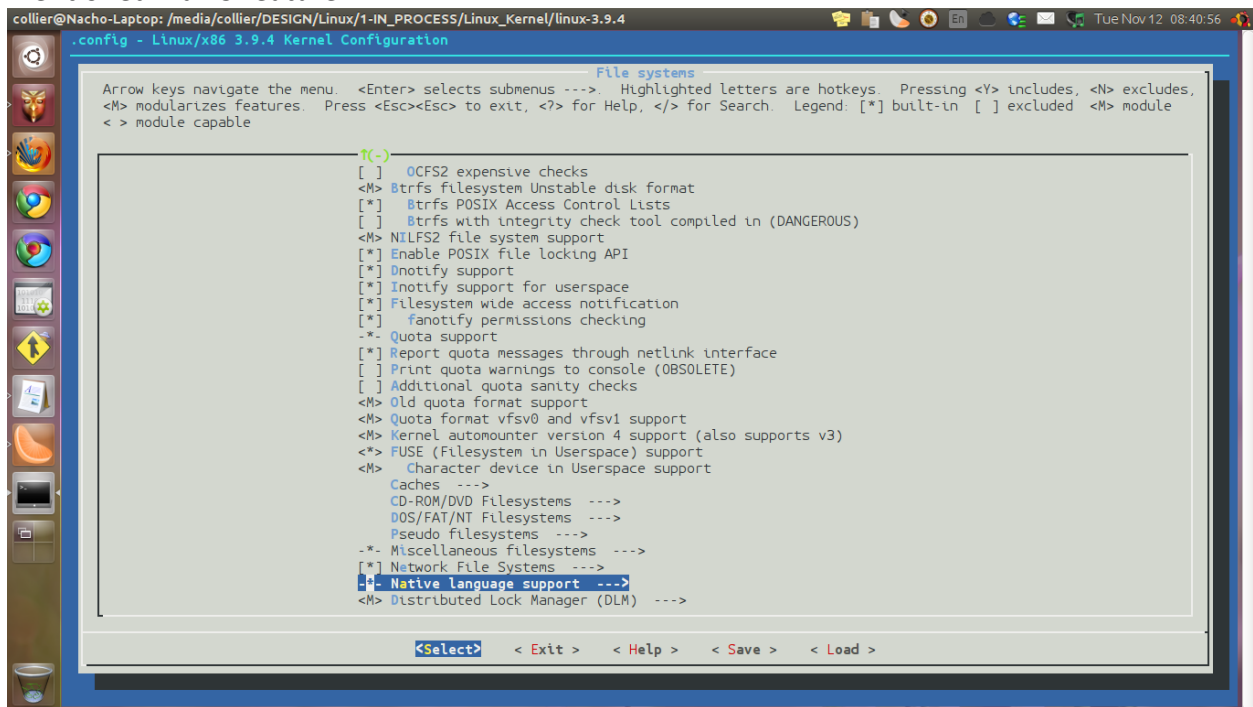 collier@Nacho-Laptop: /media/collier/DESIGN/Linux/1-IN_PROCESS/Linux_Kernel/linux-3.9.4 En Tue Nov 12 08:40:56
.config - Linux/x86 3.9.4 Kernel Configuration
File systems
Arrow keys navigate the menu. <Enter> selects submenus --->. Highlighted letters are hotkeys. Pressing <Y> includes, <N> excludes,
<M> modularizes features. Press <Esc><Esc> to exit, <?> for Help, </> for Search. Legend: [*] built-in [ ] excluded <M> module
< > module capable
↑(-)
[ ] OCFS2 expensive checks
<M> Btrfs filesystem Unstable disk format
[*] Btrfs POSIX Access Control Lists
[ ] Btrfs with integrity check tool compiled in (DANGEROUS)
<M> NILFS2 file system support
[*] Enable POSIX file locking API
[*] Dnotify support
[*] Inotify support for userspace
[*] Filesystem wide access notification
[*] fanotify permissions checking
-*- Quota support
[*] Report quota messages through netlink interface
[ ] Print quota warnings to console (OBSOLETE)
[ ] Additional quota sanity checks
<M> Old quota format support
<M> Quota format vfsv0 and vfsv1 support
<M> Kernel automounter version 4 support (also supports v3)
<*> FUSE (Filesystem in Userspace) support
<M> Character device in Userspace support
Caches --->
CD-ROM/DVD Filesystems --->
DOS/FAT/NT Filesystems --->
Pseudo filesystems --->
-*- Miscellaneous filesystems --->
[*] Network File Systems --->
-*- Native language support --->
<M> Distributed Lock Manager (DLM) --->
<Select> < Exit > < Help > < Save > < Load >